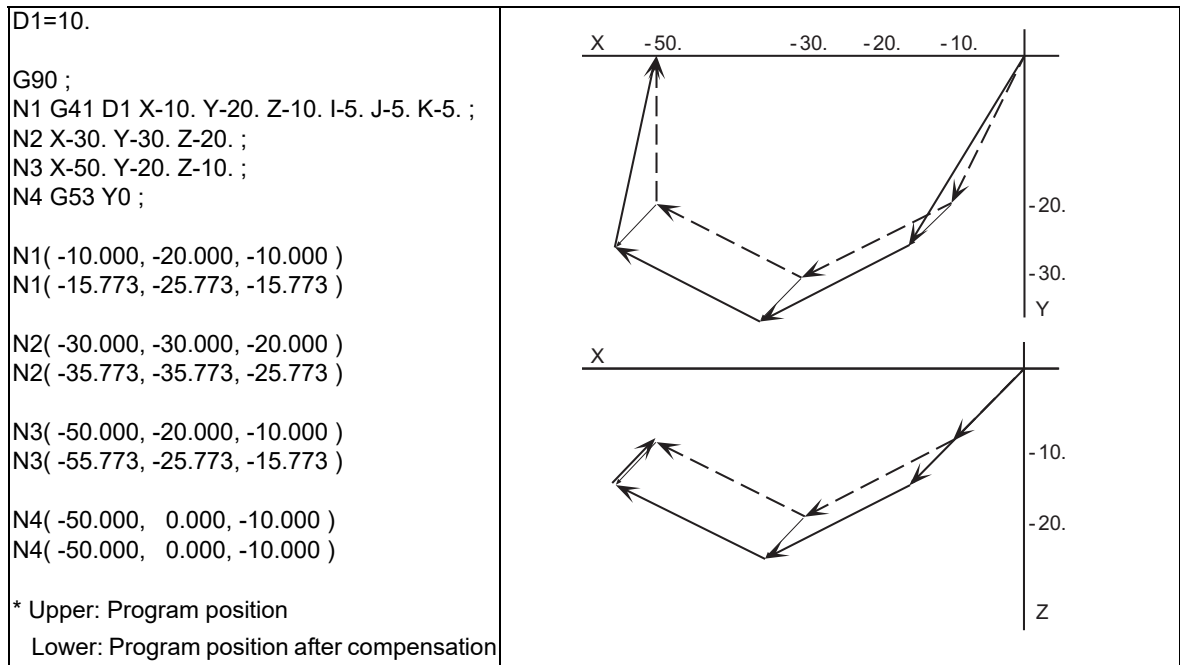 D1=10.
G90 ;
N1 G41 D1 X-10. Y-20. Z-10. I-5. J-5. K-5. ;
N2 X-30. Y-30. Z-20. ;
N3 X-50. Y-20. Z-10. ;
N4 G53 Y0 ;
N1( -10.000, -20.000, -10.000 )
N1( -15.773, -25.773, -15.773 )
N2( -30.000, -30.000, -20.000 )
N2( -35.773, -35.773, -25.773 )
N3( -50.000, -20.000, -10.000 )
N3( -55.773, -25.773, -15.773 )
N4( -50.000, 0.000, -10.000 )
N4( -50.000, 0.000, -10.000 )
* Upper: Program position
Lower: Program position after compensation
X -50. -30. -20. -10.
-20.
-30.
Y
X
-10.
-20.
Z